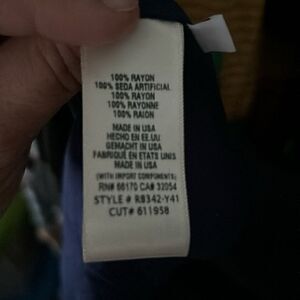 100% RAYON
100% SEDA ARTIFICIAL
100% RAYON
100% RAYONNE
100% RAION
MADE IN USA
HECHO EN EE.UU
GEMACHT IN USA
FABRIQUÉ EN ETATS UNIS
MADE IN USA
(WITH IMPORT COMPONENTS)
RN# 66170 CA# 32054
STYLE # R8342-Y41
CUT# 611958